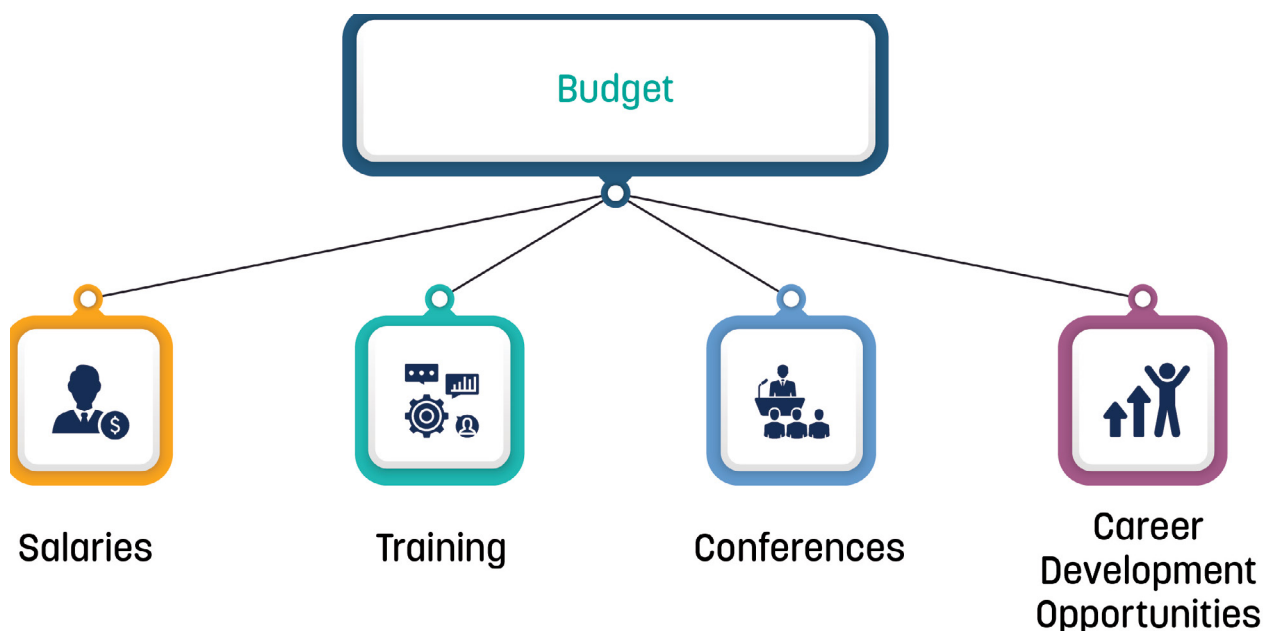 Budget
$
Salaries
Training
Conferences
Career
Development
Opportunities